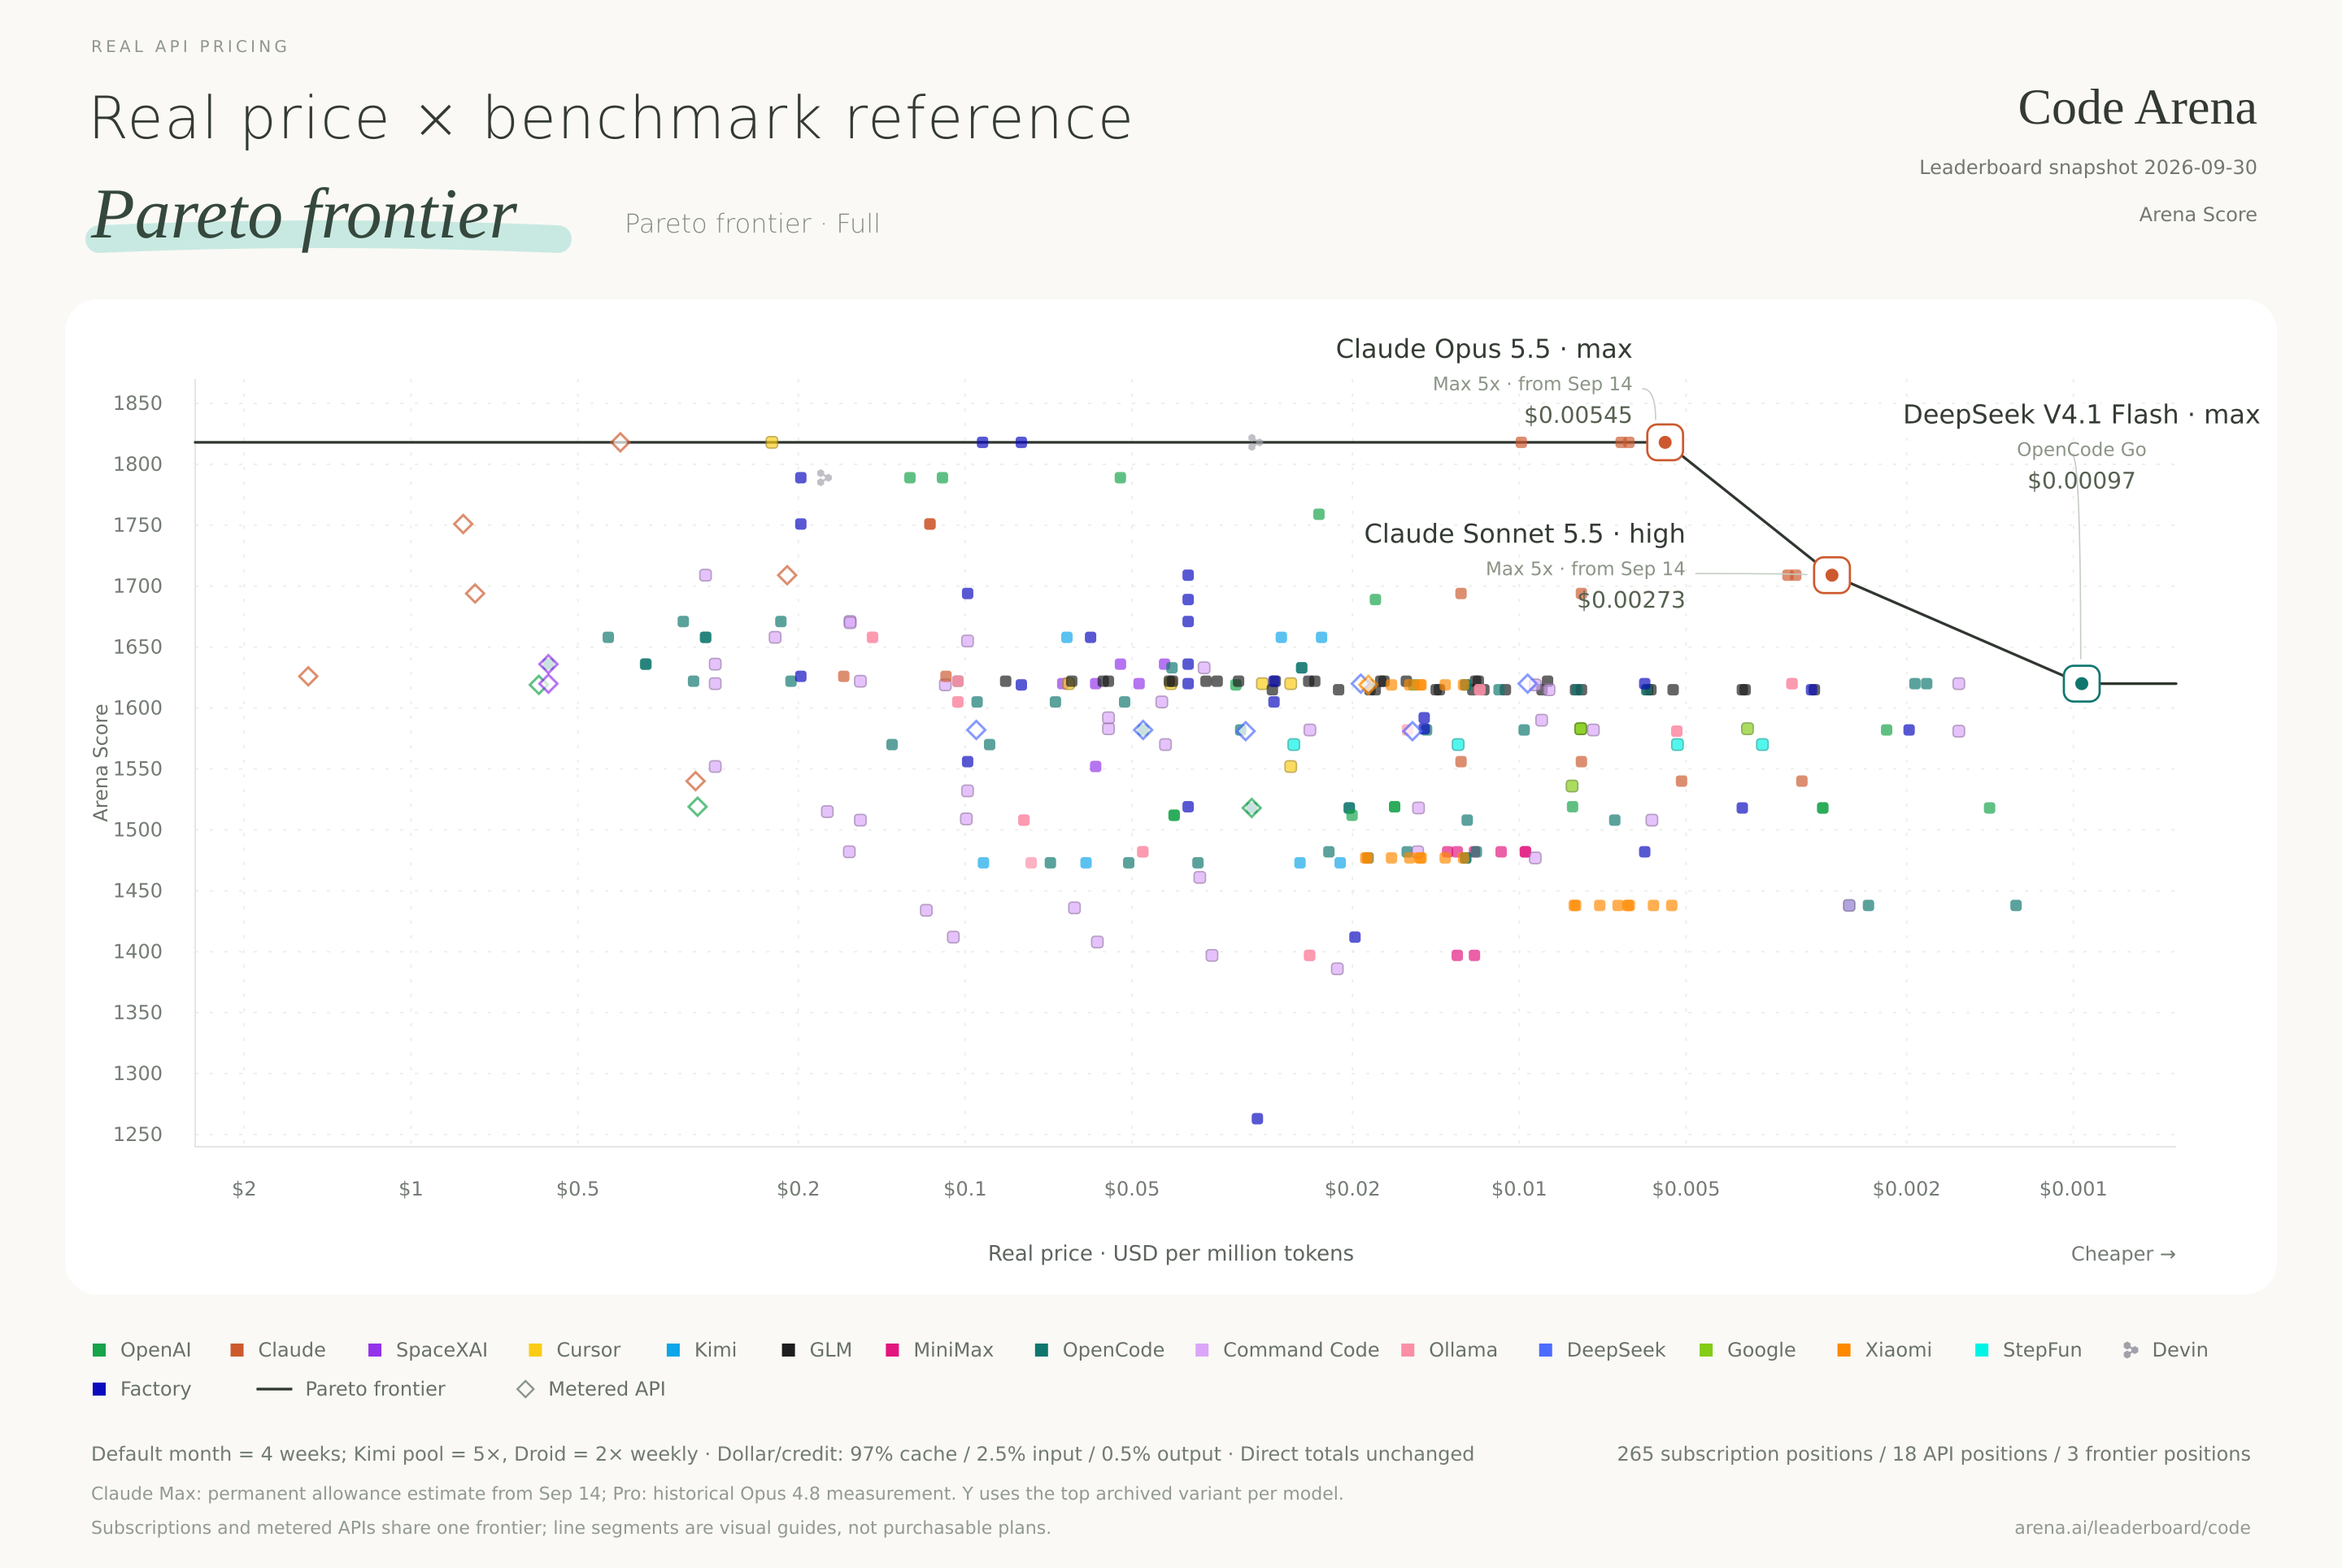 REAL API PRICING
Real price × benchmark reference
Pareto frontier
Pareto frontier · Full
Code Arena
Leaderboard snapshot 2026-09-30
Arena Score
Claude Opus 5.5 · max
Max 5x · from Sep 14
$0.00545
DeepSeek V4.1 Flash · max
OpenCode Go
$0.00097
Claude Sonnet 5.5 · high
Max 5x · from Sep 14
$0.00273
1850
1800
1750
1700
1650
1600
1550
1500
1450
1400
1350
1300
1250
Arena Score
$2 $1 $0.5 $0.2 $0.1 $0.05 $0.02 $0.01 $0.005 $0.002 $0.001
Real price · USD per million tokens
Cheaper →
OpenAI Claude SpaceXAI Cursor Kimi GLM MiniMax OpenCode Command Code Ollama DeepSeek Google Xiaomi StepFun Devin
Factory Pareto frontier Metered API
Default month = 4 weeks; Kimi pool = 5×, Droid = 2× weekly · Dollar/credit: 97% cache / 2.5% input / 0.5% output · Direct totals unchanged
265 subscription positions / 18 API positions / 3 frontier positions
Claude Max: permanent allowance estimate from Sep 14; Pro: historical Opus 4.8 measurement. Y uses the top archived variant per model.
Subscriptions and metered APIs share one frontier; line segments are visual guides, not purchasable plans.
arena.ai/leaderboard/code